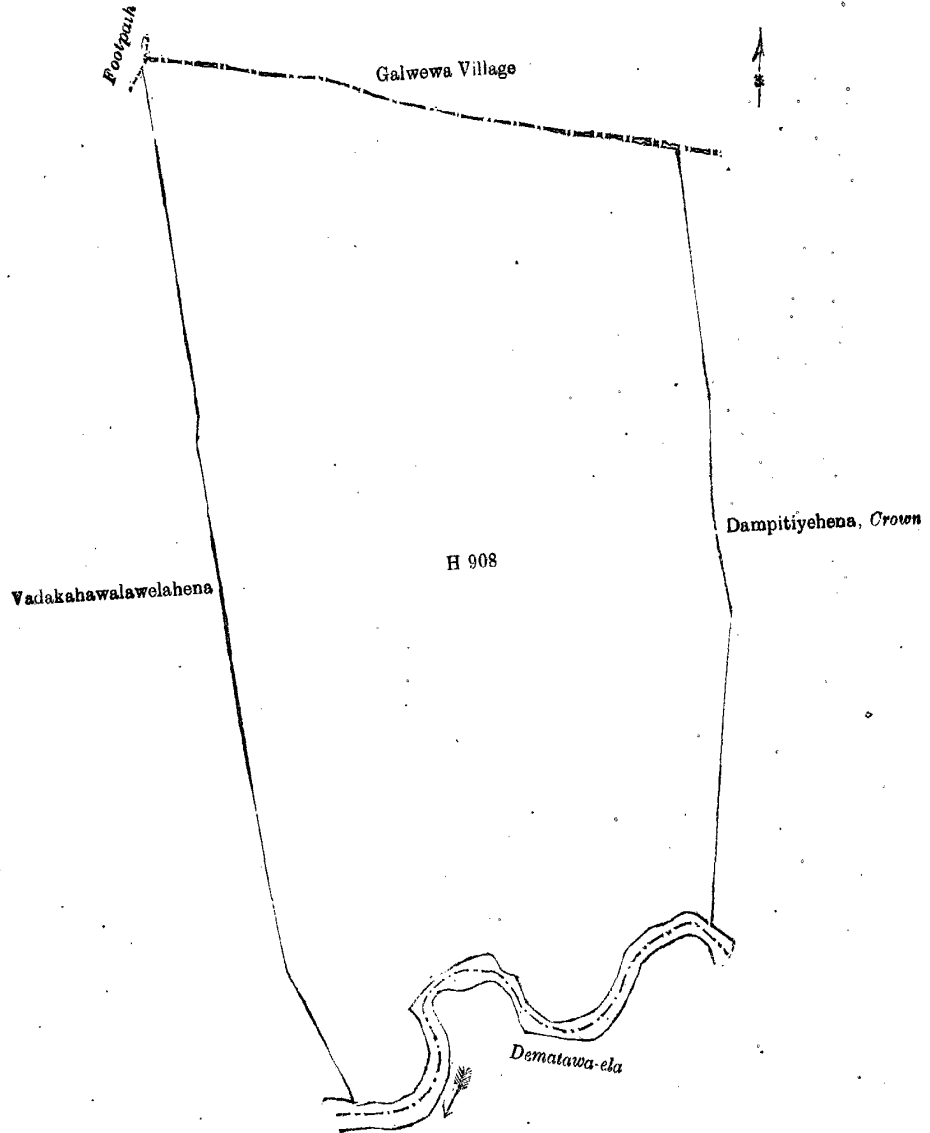 Footpath
Galwewa Village
Dampitiyehena, Crown
H 908
Vadakahawalawelahena
Dematawa-ela